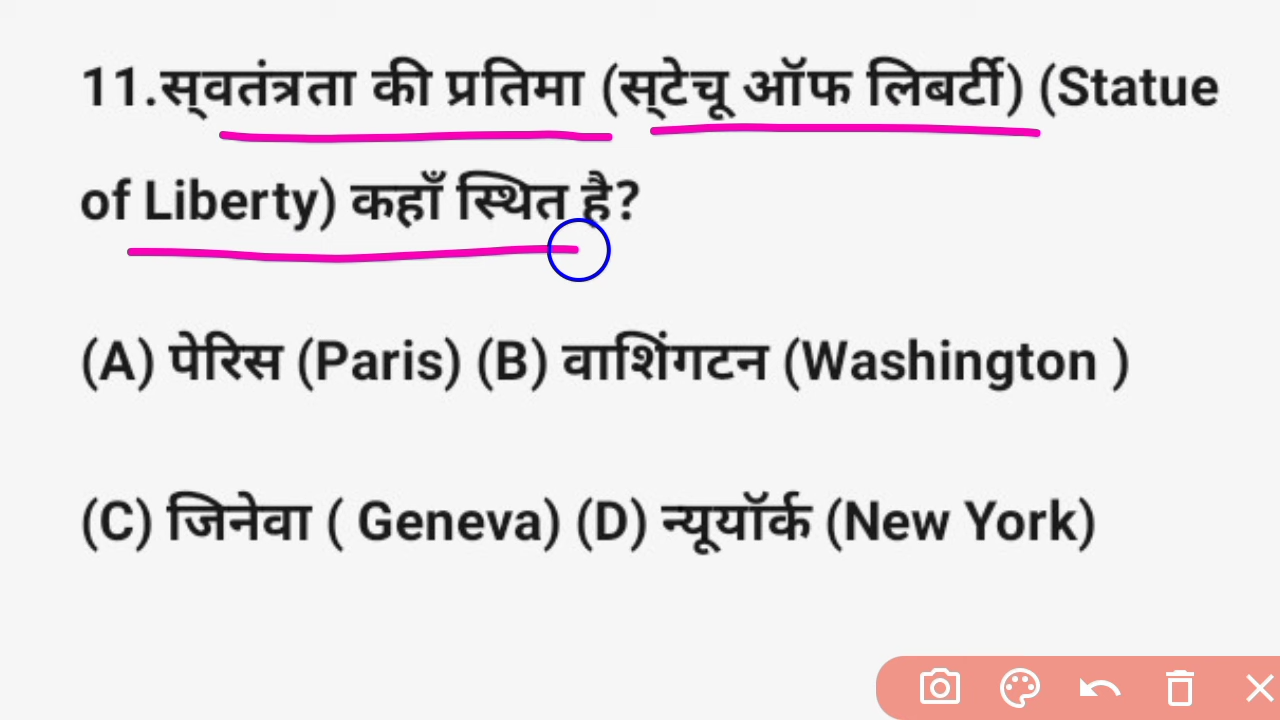 11.स्वतंत्रता की प्रतिमा (स्टेचू ऑफ लिबर्टी) (Statue
of Liberty) कहाँ स्थित है?
(A) पेरिस (Paris) (B) वाशिंगटन (Washington )
(C) जिनेवा ( Geneva) (D) न्यूयॉर्क (New York)